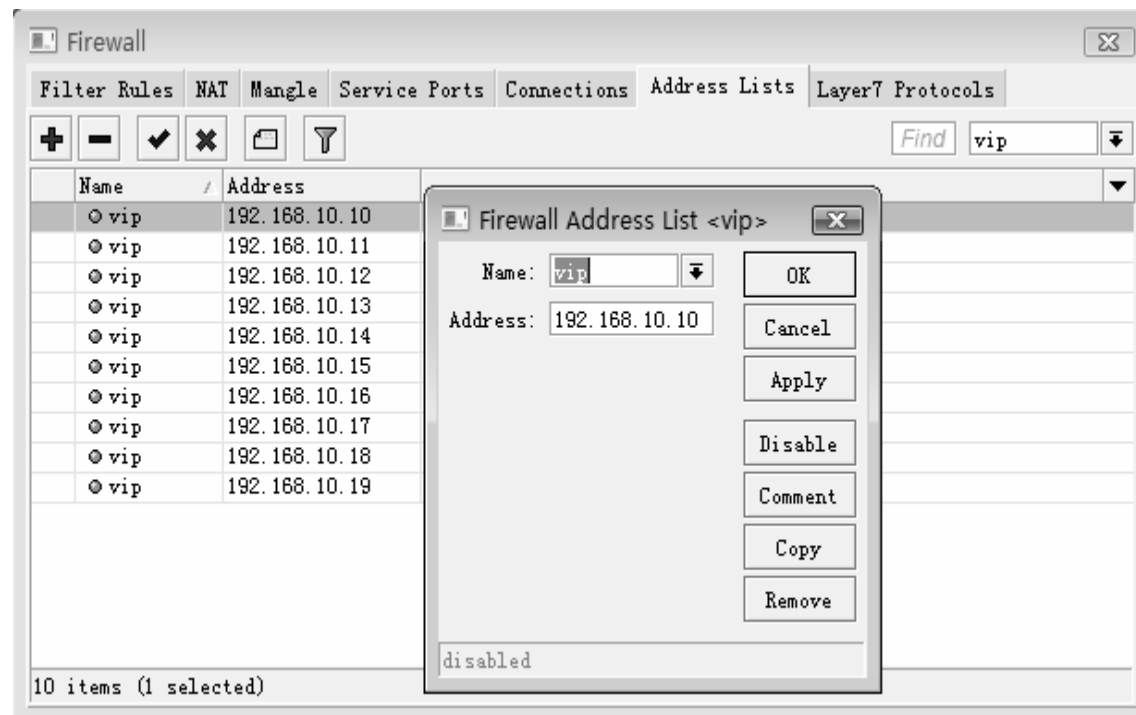 Firewall
Filter Rules NAT Mangle Service Ports Connections Address Lists Layer7 Protocols
Find vip
Name Address
vip 192.168.10.10
vip 192.168.10.11
vip 192.168.10.12
vip 192.168.10.13
vip 192.168.10.14
vip 192.168.10.15
vip 192.168.10.16
vip 192.168.10.17
vip 192.168.10.18
vip 192.168.10.19
10 items (1 selected)
Firewall Address List <vip>
Name: vip
Address: 192.168.10.10
OK
Cancel
Apply
Disable
Comment
Copy
Remove
disabled